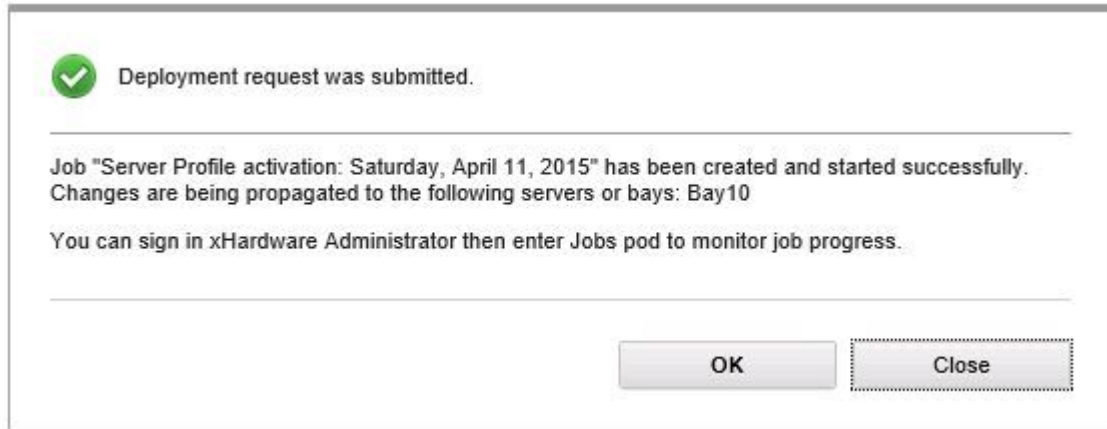 Deployment request was submitted.
Job "Server Profile activation: Saturday, April 11, 2015" has been created and started successfully.
Changes are being propagated to the following servers or bays: Bay10
You can sign in xHardware Administrator then enter Jobs pod to monitor job progress.
OK
Close